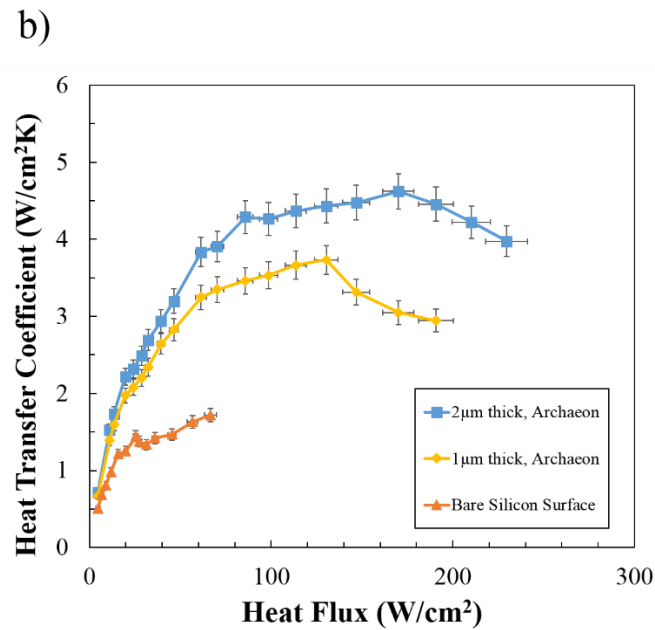 b)
6
5
4
3
2
1
0
0 100 200 300
Heat Transfer Coefficient (W/cm²K)
Heat Flux (W/cm²)
2μm thick, Archaeon
1μm thick, Archaeon
Bare Silicon Surface